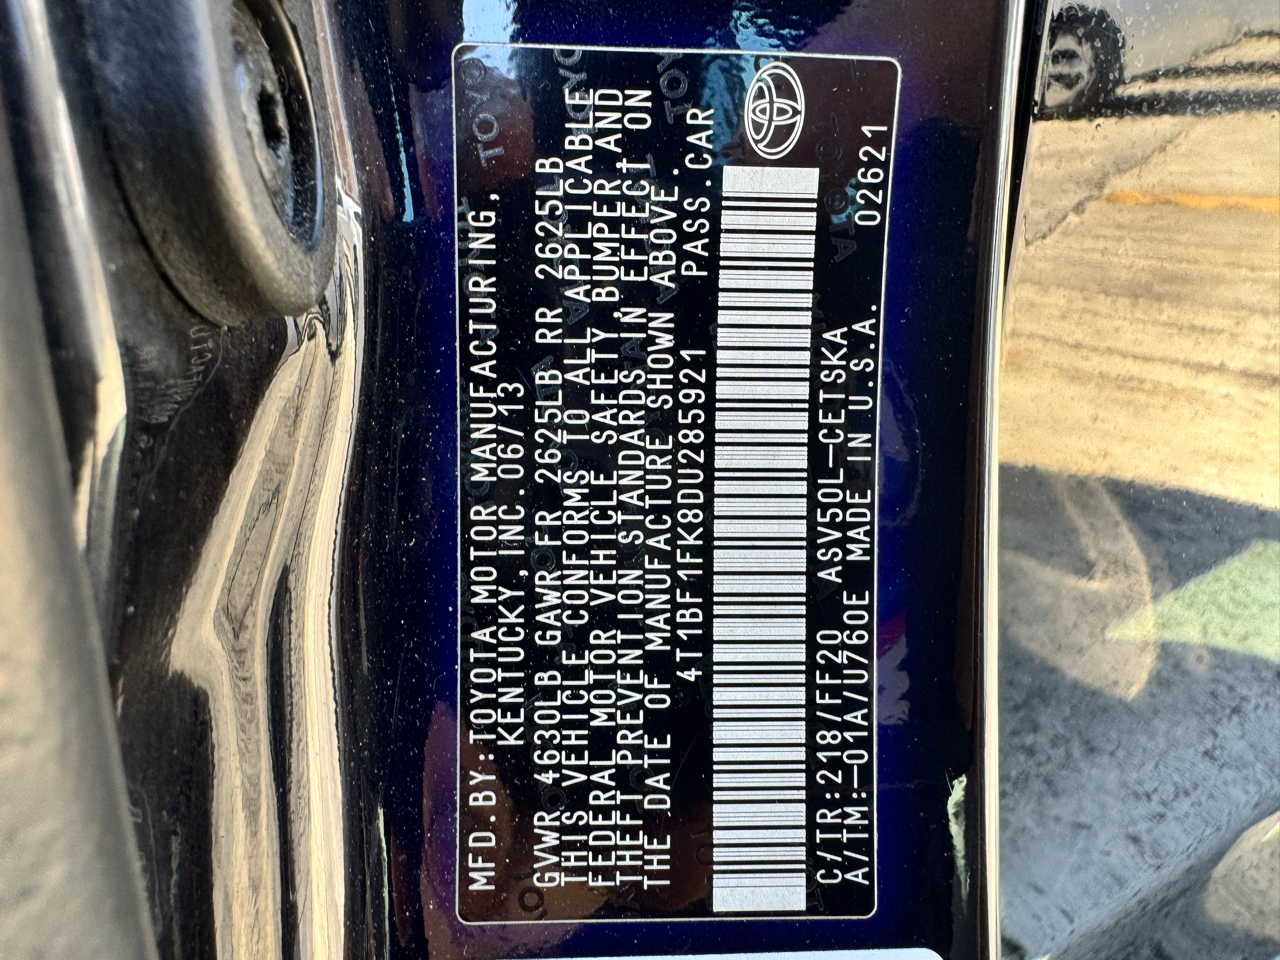 MFD.BY:TOYOTA MOTOR MANUFACTURING,
KENTUCKY,INC.06/13
GVWR 4630LB GAWR FR 2625LB RR 2625LB
THIS VEHICLE CONFORMS TO ALL APPLICABLE
FEDERAL MOTOR VEHICLE SAFETY,BUMPER,AND
THEFT PREVENTION STANDARDS IN EFFECT ON
THE DATE OF MANUFACTURE SHOWN ABOVE.
4T1BF1FK8DU285921 PASS.CAR
C/TR:218/FF20 ASV50L-CETSKA
A/TM:-01A/U760E MADE IN U.S.A. 02621